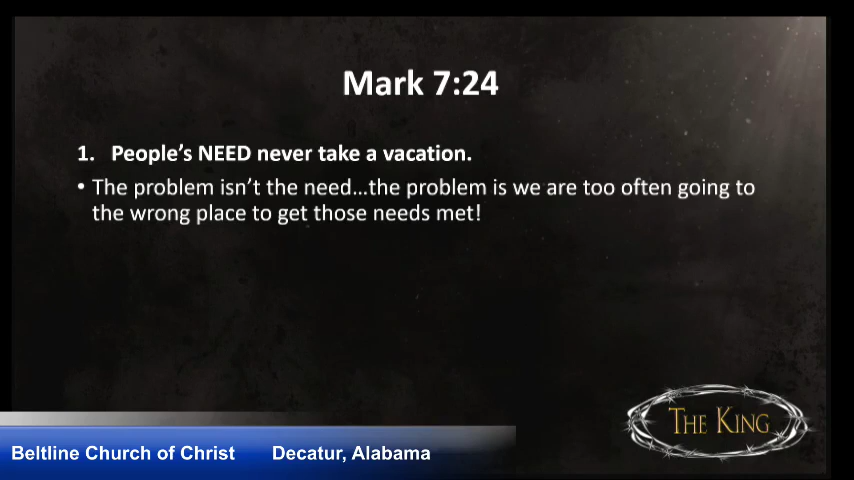 Mark 7:24
1. People's NEED never take a vacation.
• The problem isn't the need...the problem is we are too often going to
the wrong place to get those needs met!
THE KING
Beltline Church of Christ Decatur, Alabama